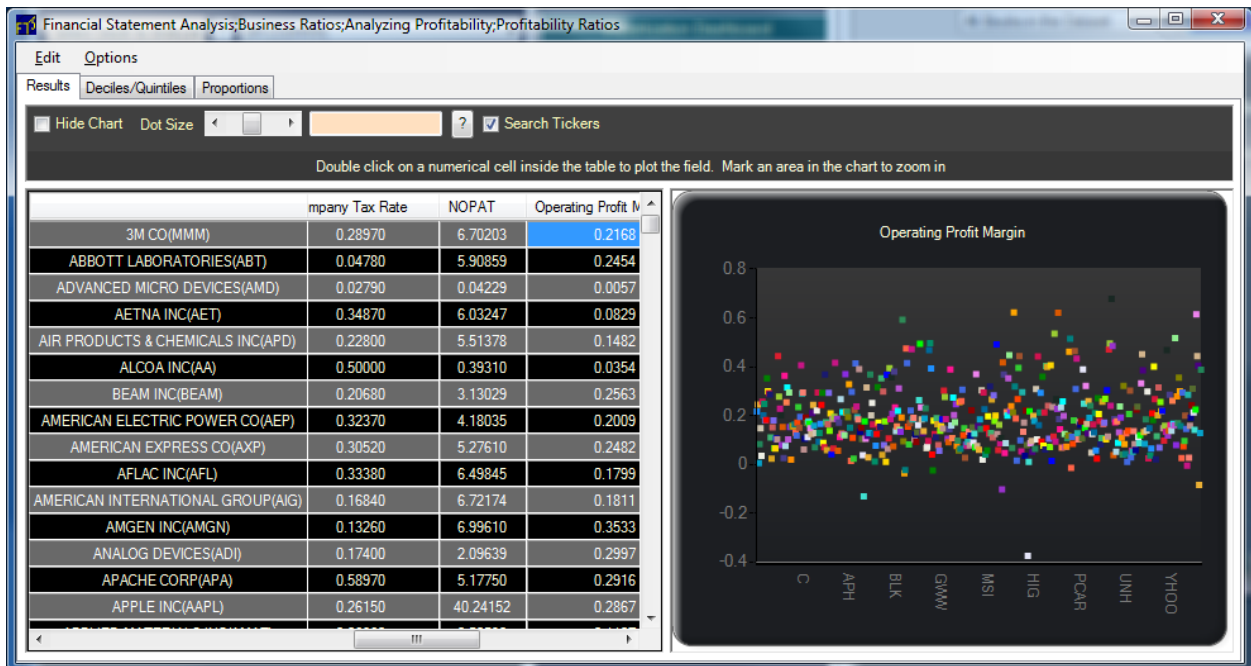 Financial Statement Analysis;Business Ratios;Analyzing Profitability;Profitability Ratios
Edit Options
Results Deciles/Quintiles Proportions
Hide Chart Dot Size ? Search Tickers
Double click on a numerical cell inside the table to plot the field. Mark an area in the chart to zoom in
mpany Tax Rate NOPAT Operating Profit M
3M CO(MMM) 0.28970 6.70203 0.2168
ABBOTT LABORATORIES(ABT) 0.04780 5.90859 0.2454
ADVANCED MICRO DEVICES(AMD) 0.02790 0.04229 0.0057
AETNA INC(AET) 0.34870 6.03247 0.0829
AIR PRODUCTS & CHEMICALS INC(APD) 0.22800 5.51378 0.1482
ALCOA INC(AA) 0.50000 0.39310 0.0354
BEAM INC(BEAM) 0.20680 3.13029 0.2563
AMERICAN ELECTRIC POWER CO(AEP) 0.32370 4.18035 0.2009
AMERICAN EXPRESS CO(AXP) 0.30520 5.27610 0.2482
AFLAC INC(AFL) 0.33380 6.49845 0.1799
AMERICAN INTERNATIONAL GROUP(AIG) 0.16840 6.72174 0.1811
AMGEN INC(AMGN) 0.13260 6.99610 0.3533
ANALOG DEVICES(ADI) 0.17400 2.09639 0.2997
APACHE CORP(APA) 0.58970 5.17750 0.2916
APPLE INC(AAPL) 0.26150 40.24152 0.2867
Operating Profit Margin
0.8
0.6
0.4
0.2
0
-0.2
-0.4
C APH BLK GWW MSI HIG PCAR UNH YHOO